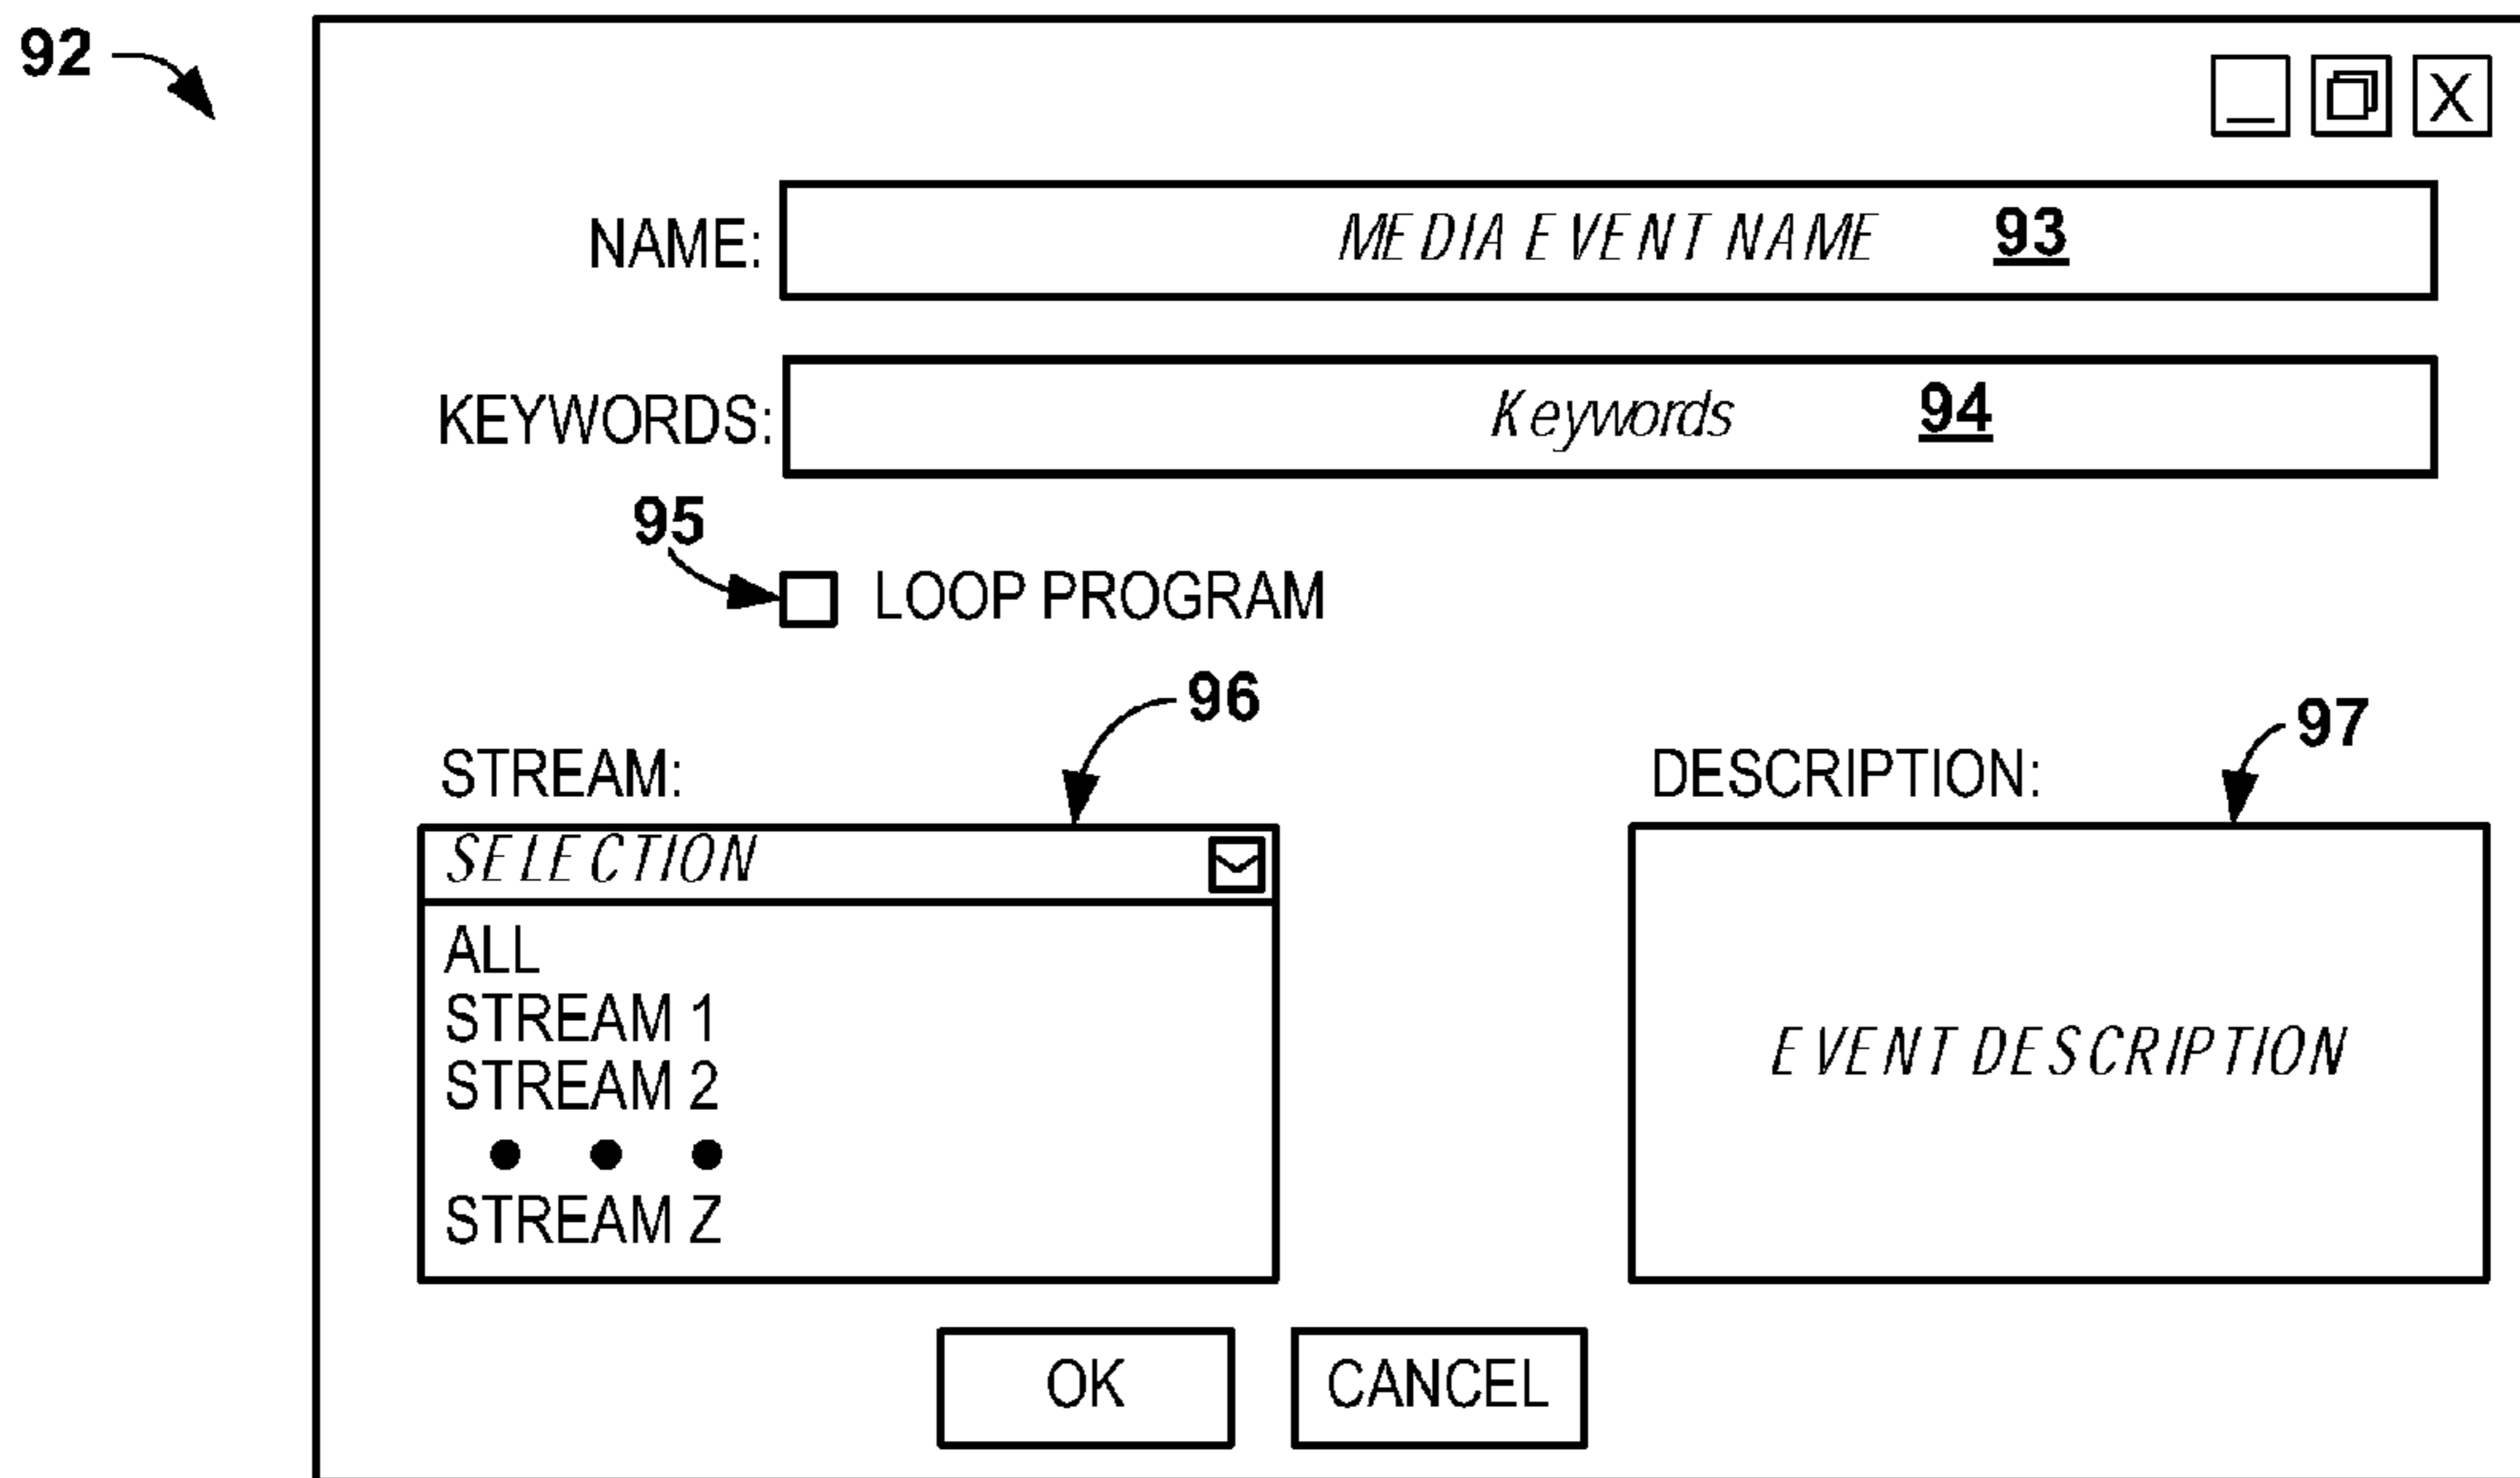 92
X
NAME: MEDIA EVENT NAME 93
KEYWORDS: Keywords 94
95
LOOP PROGRAM
96
97
STREAM:
DESCRIPTION:
SELECTION
ALL
STREAM 1
STREAM 2
STREAM Z
EVENT DESCRIPTION
OK
CANCEL